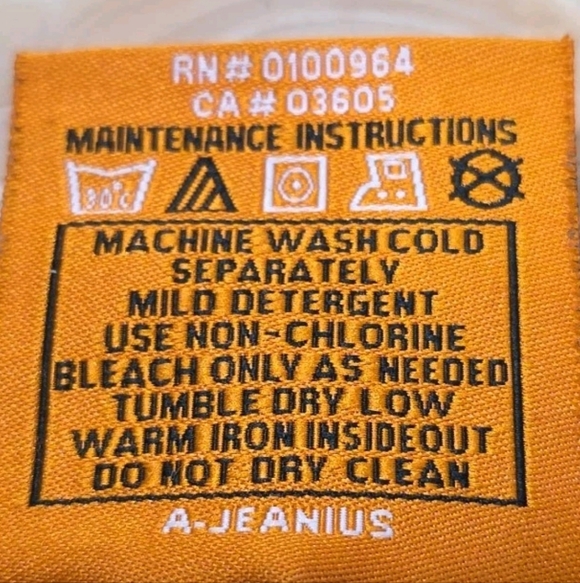 RN# 0100964
CA# 03605
MAINTENANCE INSTRUCTIONS
30°C
MACHINE WASH COLD
SEPARATELY
MILD DETERGENT
USE NON-CHLORINE
BLEACH ONLY AS NEEDED
TUMBLE DRY LOW
WARM IRON INSIDEOUT
DO NOT DRY CLEAN
A-JEANIUS